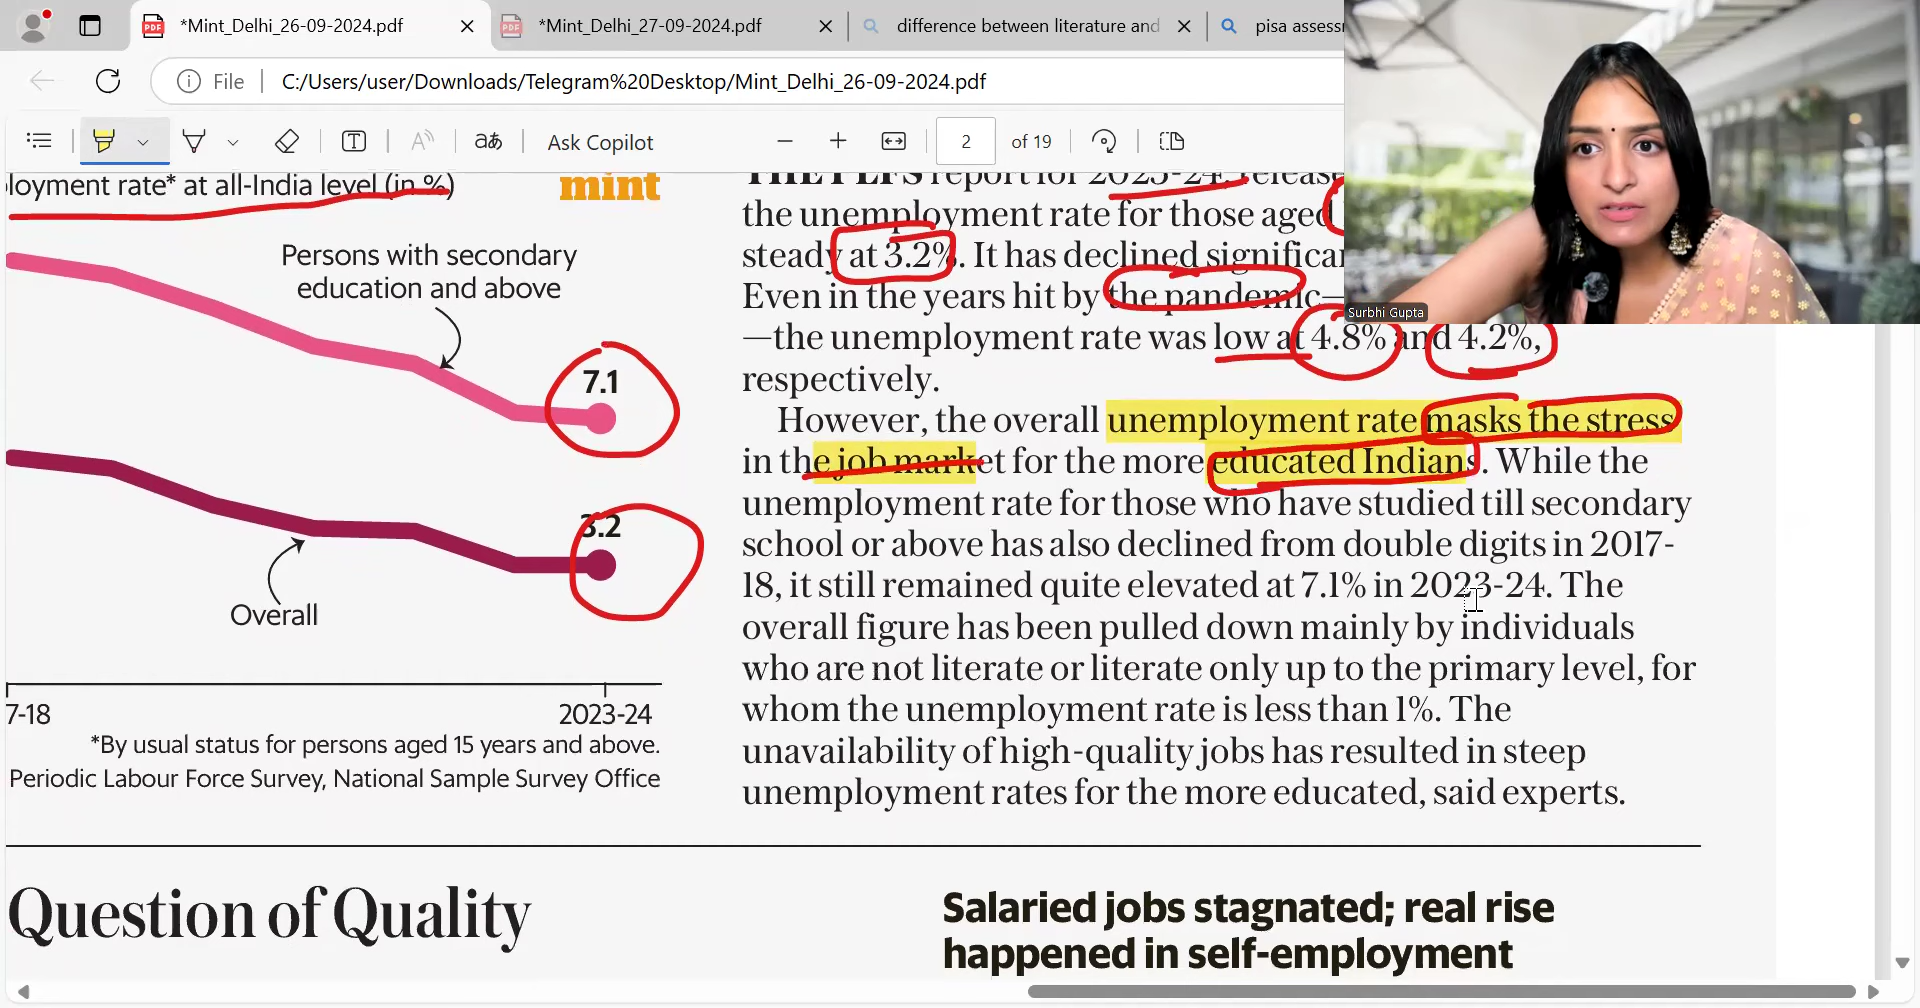 *Mint_Delhi_26-09-2024.pdf
*Mint_Delhi_27-09-2024.pdf
difference between literature and
pisa assessm
File
C:/Users/user/Downloads/Telegram%20Desktop/Mint_Delhi_26-09-2024.pdf
Ask Copilot
2 of 19
loyment rate* at all-India level (in %)
mint
Persons with secondary
education and above
7.1
3.2
Overall
7-18
2023-24
*By usual status for persons aged 15 years and above.
Periodic Labour Force Survey, National Sample Survey Office
THE PLFS report for 2023-24, release
the unemployment rate for those aged
steady at 3.2%. It has declined significan
Even in the years hit by the pandemic—
—the unemployment rate was low at 4.8% and 4.2%,
respectively.
However, the overall unemployment rate masks the stress
in the job market for the more educated Indians. While the
unemployment rate for those who have studied till secondary
school or above has also declined from double digits in 2017-
18, it still remained quite elevated at 7.1% in 2023-24. The
overall figure has been pulled down mainly by individuals
who are not literate or literate only up to the primary level, for
whom the unemployment rate is less than 1%. The
unavailability of high-quality jobs has resulted in steep
unemployment rates for the more educated, said experts.
Surbhi Gupta
Question of Quality
Salaried jobs stagnated; real rise
happened in self-employment